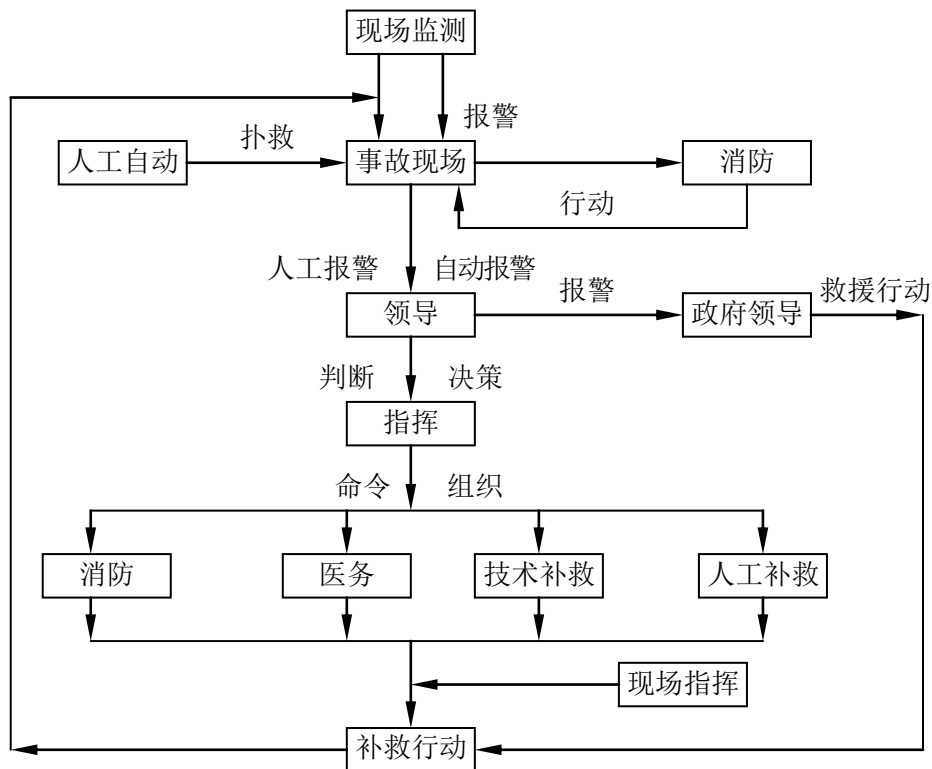 现场监测
报警
扑救
人工自动
事故现场
消防
行动
人工报警 自动报警
报警
救援行动
领导
政府领导
判断 决策
指挥
命令 组织
消防
医务
技术补救
人工补救
现场指挥
补救行动